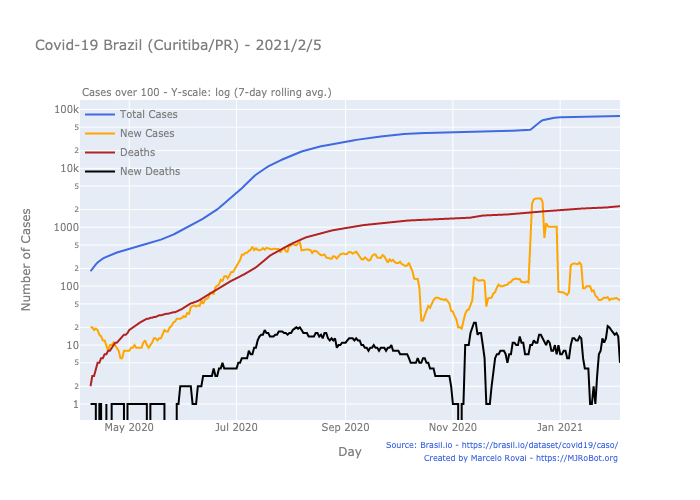 Covid-19 Brazil (Curitiba/PR) - 2021/2/5
Cases over 100 - Y-scale: log (7-day rolling avg.)
Total Cases
New Cases
Deaths
New Deaths
Number of Cases
100k
5
2
10k
5
2
1000
5
2
100
5
2
10
5
2
1
May 2020
Jul 2020
Sep 2020
Nov 2020
Jan 2021
Day
Source: Brasil.io - https://brasil.io/dataset/covid19/caso/
Created by Marcelo Rovai - https://MJRoBot.org